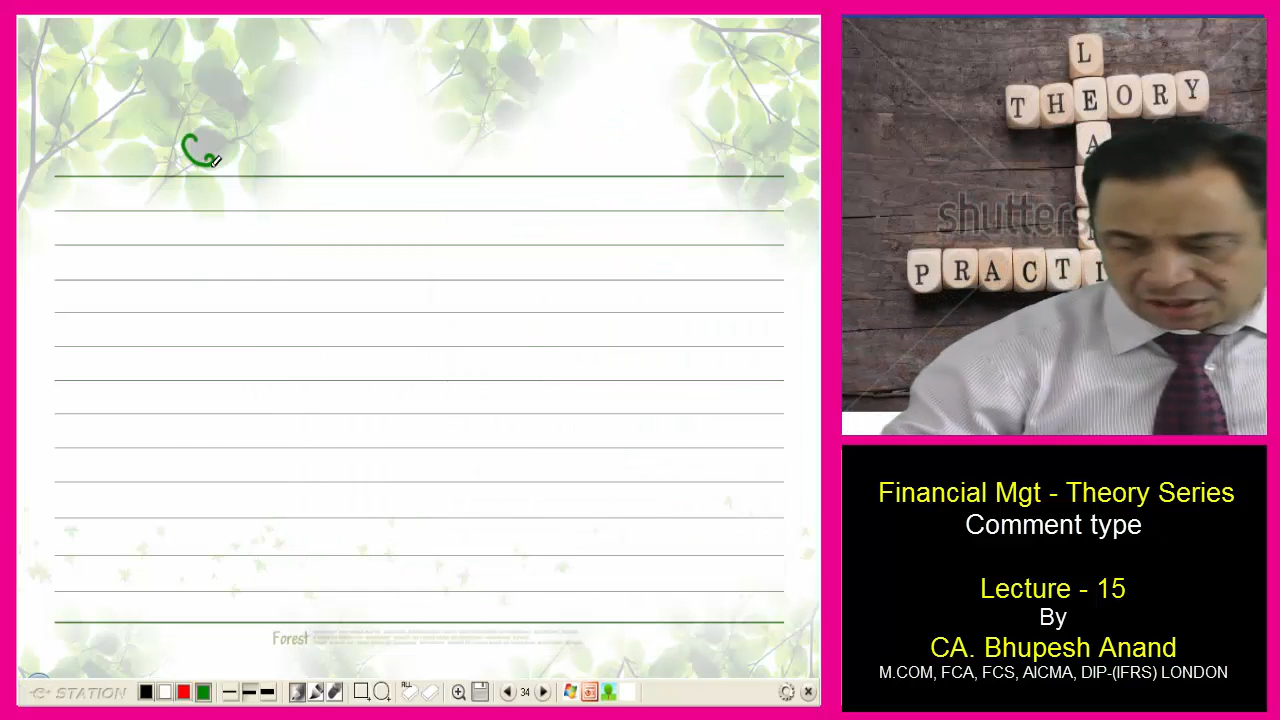 L
THEORY
A
shutters
PRACTI
Forest
e-STATION
ALL
34
Financial Mgt - Theory Series
Comment type
Lecture - 15
By
CA. Bhupesh Anand
M.COM, FCA, FCS, AICMA, DIP-(IFRS) LONDON